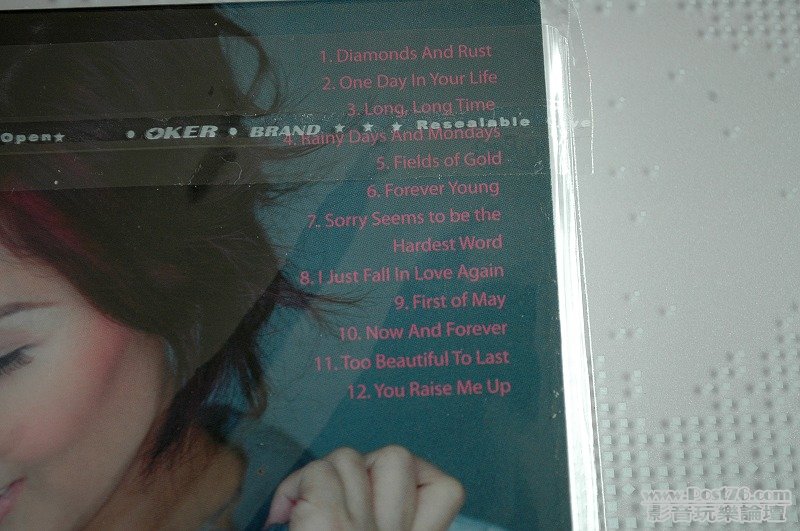 1. Diamonds And Rust
2. One Day In Your Life
3. Long, Long Time
Open★ • OKER • BRAND ★ ★ ★ Resealable
4. Rainy Days And Mondays
5. Fields of Gold
6. Forever Young
7. Sorry Seems to be the
Hardest Word
8. I Just Fall In Love Again
9. First of May
10. Now And Forever
11. Too Beautiful To Last
12. You Raise Me Up
www.Post76.com
影音玩樂論壇